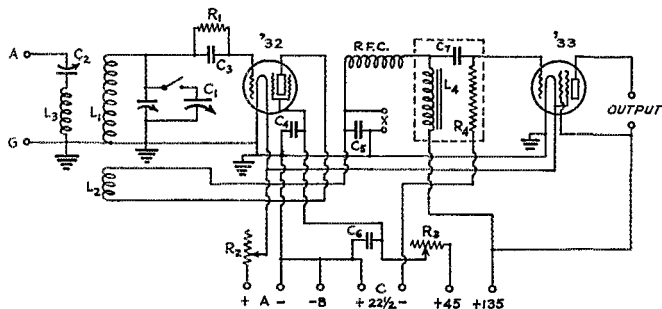 R1
'32
R.F.C.
C7
'33
A
C2
C3
L3
L1
C1
C4
C5
X
L4
R4
OUTPUT
G
L2
R2
C6
R3
+ A - -B + C 22½ - +45 +135